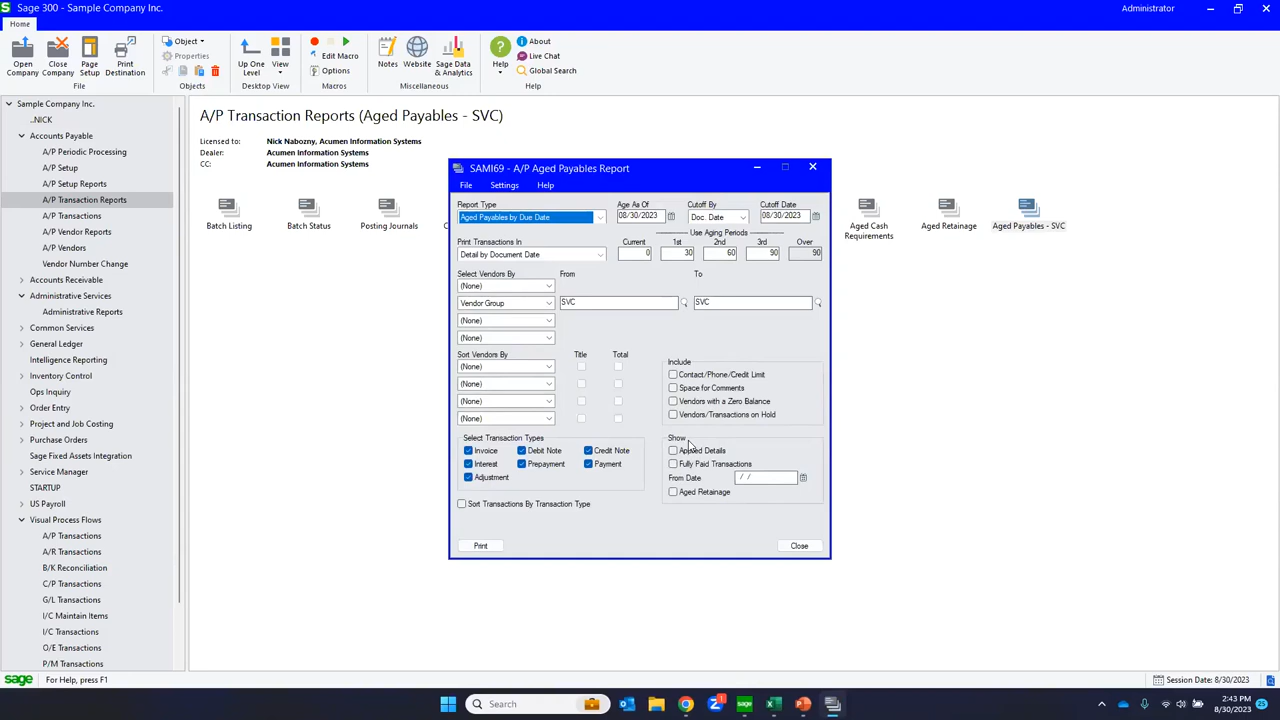 Sage 300 - Sample Company Inc.
Administrator
Home
Open Company
Close Company
Page Setup
Print Destination
Object
Properties
Up One Level
View
Edit Macro
Options
Notes
Website
Sage Data & Analytics
Help
About
Live Chat
Global Search
File
Objects
Desktop View
Macros
Miscellaneous
Help
Sample Company Inc.
..NICK
Accounts Payable
A/P Periodic Processing
A/P Setup
A/P Setup Reports
A/P Transaction Reports
A/P Transactions
A/P Vendor Reports
A/P Vendors
Vendor Number Change
Accounts Receivable
Administrative Services
Administrative Reports
Common Services
General Ledger
Intelligence Reporting
Inventory Control
Ops Inquiry
Order Entry
Project and Job Costing
Purchase Orders
Sage Fixed Assets Integration
Service Manager
STARTUP
US Payroll
Visual Process Flows
A/P Transactions
A/R Transactions
B/K Reconciliation
C/P Transactions
G/L Transactions
I/C Maintain Items
I/C Transactions
O/E Transactions
P/M Transactions
A/P Transaction Reports (Aged Payables - SVC)
Licensed to: Nick Nabozny, Acumen Information Systems
Dealer: Acumen Information Systems
CC: Acumen Information Systems
Batch Listing
Batch Status
Posting Journals
C
Aged Cash Requirements
Aged Retainage
Aged Payables - SVC
SAMI69 - A/P Aged Payables Report
File Settings Help
Report Type Age As Of Cutoff By Cutoff Date
Aged Payables by Due Date 08/30/2023 Doc. Date 08/30/2023
Use Aging Periods
Print Transactions In Current 1st 2nd 3rd Over
Detail by Document Date 0 30 60 90 90
Select Vendors By From To
(None)
Vendor Group SVC SVC
(None)
(None)
Sort Vendors By Title Total
(None)
(None)
(None)
(None)
Include
Contact/Phone/Credit Limit
Space for Comments
Vendors with a Zero Balance
Vendors/Transactions on Hold
Select Transaction Types
Invoice Debit Note Credit Note
Interest Prepayment Payment
Adjustment
Show
Applied Details
Fully Paid Transactions
From Date / /
Aged Retainage
Sort Transactions By Transaction Type
Print Close
sage For Help, press F1
Session Date: 8/30/2023
Search
1
sage
2:43 PM
8/30/2023